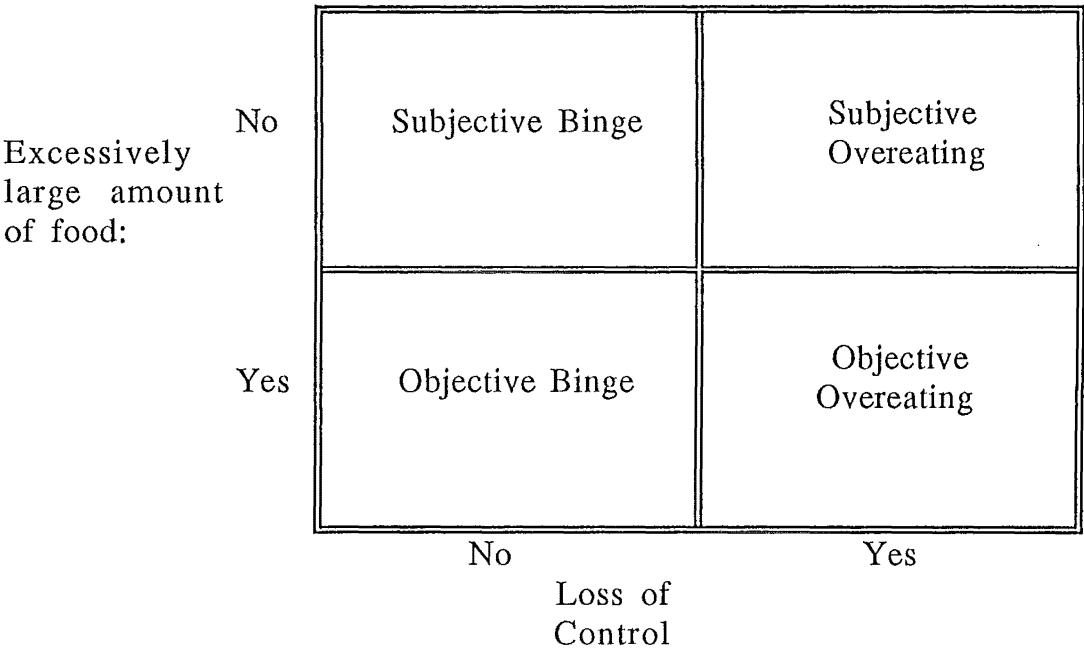 No
Subjective Binge
Subjective
Overeating
Excessively
large amount
of food:
Yes
Objective Binge
Objective
Overeating
No
Yes
Loss of
Control